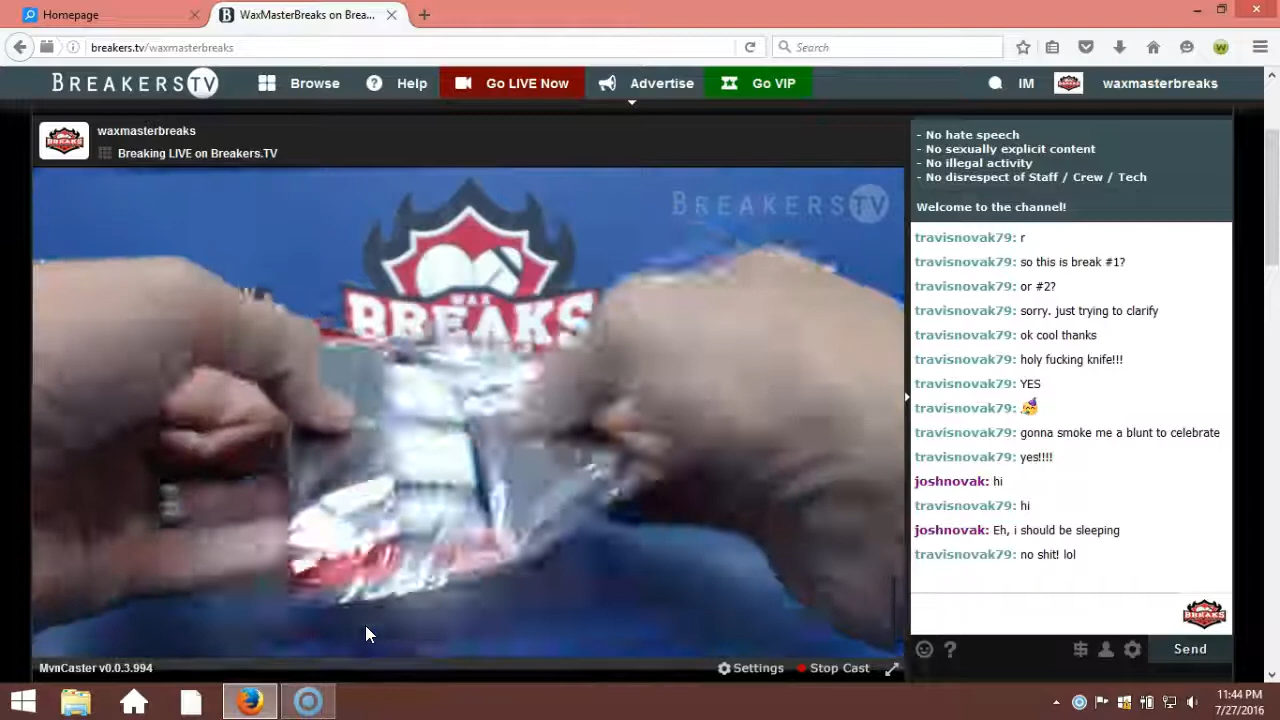 Homepage
WaxMasterBreaks on Brea...
breakers.tv/waxmasterbreaks
Search
BREAKERSTV
Browse
Help
Go LIVE Now
Advertise
Go VIP
IM
waxmasterbreaks
waxmasterbreaks
Breaking LIVE on Breakers.TV
BREAKERSTV
WAX
BREAKS
- No hate speech
- No sexually explicit content
- No illegal activity
- No disrespect of Staff / Crew / Tech
Welcome to the channel!
travisnovak79: r
travisnovak79: so this is break #1?
travisnovak79: or #2?
travisnovak79: sorry. just trying to clarify
travisnovak79: ok cool thanks
travisnovak79: holy fucking knife!!!
travisnovak79: YES
travisnovak79:
travisnovak79: gonna smoke me a blunt to celebrate
travisnovak79: yes!!!!
joshnovak: hi
travisnovak79: hi
joshnovak: Eh, i should be sleeping
travisnovak79: no shit! lol
Send
MvnCaster v0.0.3.994
Settings
Stop Cast
11:44 PM
7/27/2016